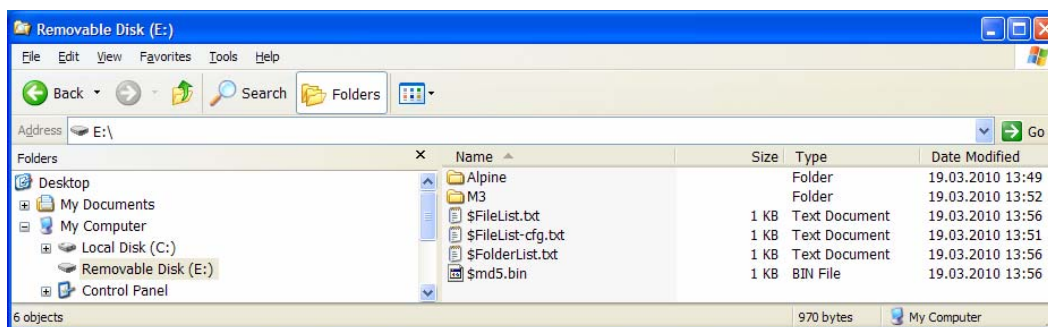 Removable Disk (E:)
File Edit View Favorites Tools Help
Back Search Folders
Address E:\ Go
Folders × Name Size Type Date Modified
Desktop
My Documents
My Computer
Local Disk (C:)
Removable Disk (E:)
Control Panel
Alpine Folder 19.03.2010 13:49
M3 Folder 19.03.2010 13:52
$FileList.txt 1 KB Text Document 19.03.2010 13:56
$FileList-cfg.txt 1 KB Text Document 19.03.2010 13:51
$FolderList.txt 1 KB Text Document 19.03.2010 13:56
$md5.bin 1 KB BIN File 19.03.2010 13:56
6 objects 970 bytes My Computer